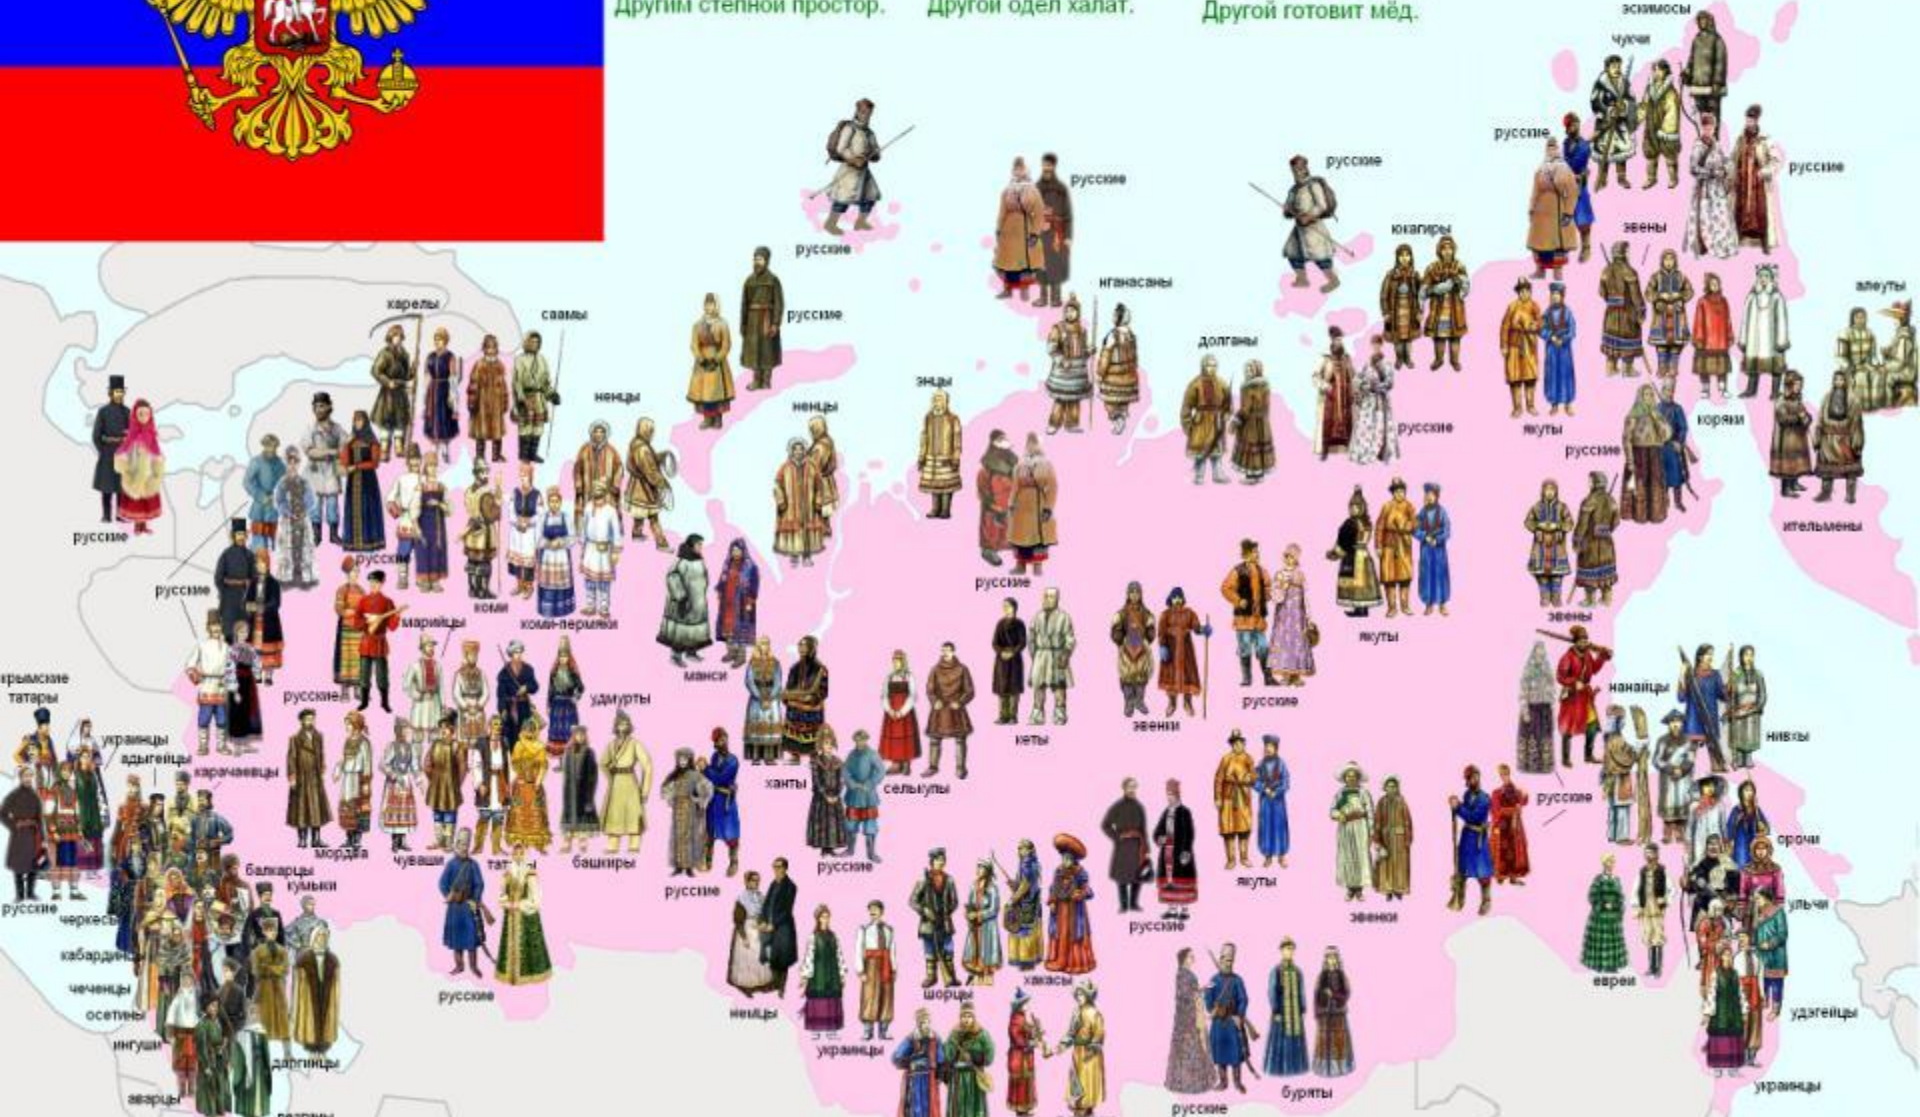 Другим степной простор.
Другой одел халат.
Другой готовит мёд.
эскимосы
чукчи
русские
русские
русские
русские
русские
юкагиры
эвены
карелы
саамы
русские
нганасаны
алеуты
долганы
энцы
ненцы
ненцы
русские
якуты
коряки
русские
русские
ительмены
русские
русские
русские
коми
коми-пермяки
марийцы
эвены
якуты
крымские
татары
русские
удмурты
манси
русские
нанайцы
кеты
эвенки
нивхы
украинцы
адыгейцы
карачаевцы
ханты
селькупы
русские
мордва
чуваши
татары
башкиры
русские
русские
якуты
орочи
балкарцы
кумыки
русские
черкесы
русские
эвенки
ульчи
кабардинцы
чеченцы
осетины
русские
немцы
шорцы
хакасы
евреи
удэгейцы
ингуши
даргинцы
украинцы
аварцы
буряты
русские
украинцы